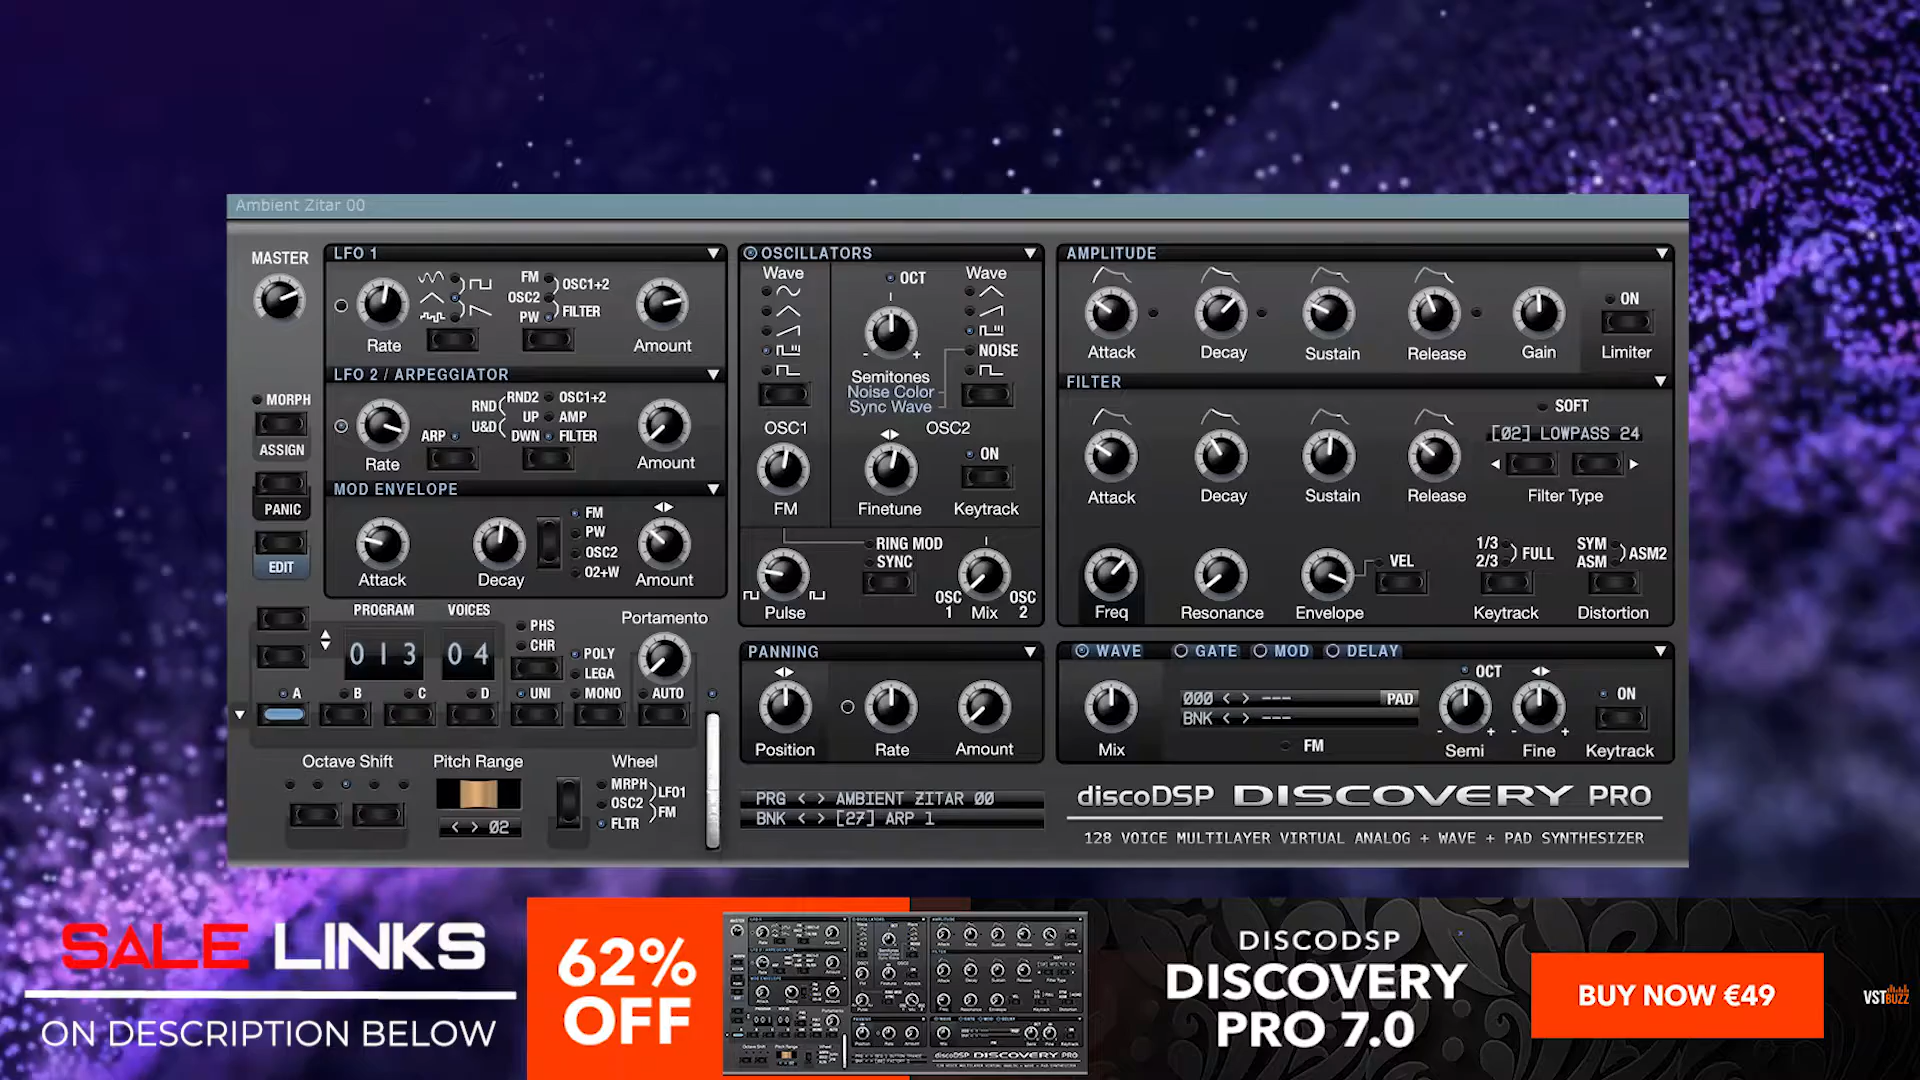 Ambient Zitar 00
MASTER
LFO 1
Rate
FM
OSC2
PW
OSC1+2
FILTER
Amount
LFO 2 / ARPEGGIATOR
Rate
ARP
RND
U&D
RND2
UP
DWN
OSC1+2
AMP
FILTER
Amount
MORPH
ASSIGN
PANIC
EDIT
MOD ENVELOPE
Attack
Decay
FM
PW
OSC2
O2+W
Amount
PROGRAM
013
VOICES
04
PHS
CHR
POLY
LEGA
UNI
MONO
Portamento
AUTO
A
B
C
D
Octave Shift
Pitch Range
< > 02
Wheel
MRPH
OSC2
FLTR
LFO1
FM
OSCILLATORS
Wave
OCT
Wave
NOISE
Semitones
Noise Color
Sync Wave
OSC1
OSC2
FM
Finetune
ON
Keytrack
RING MOD
SYNC
Pulse
OSC 1
Mix
OSC 2
PANNING
Position
Rate
Amount
PRG < > AMBIENT ZITAR 00
BNK < > [27] ARP 1
AMPLITUDE
Attack
Decay
Sustain
Release
Gain
ON
Limiter
FILTER
Attack
Decay
Sustain
Release
SOFT
[02] LOWPASS 24
Filter Type
Freq
Resonance
Envelope
VEL
1/3
2/3
FULL
Keytrack
SYM
ASM
ASM2
Distortion
WAVE
GATE
MOD
DELAY
Mix
000 < > ---
PAD
BNK < > ---
FM
OCT
Semi
Fine
ON
Keytrack
discoDSP DISCOVERY PRO
128 VOICE MULTILAYER VIRTUAL ANALOG + WAVE + PAD SYNTHESIZER
SALE LINKS
ON DESCRIPTION BELOW
62%
OFF
DISCODSP
DISCOVERY
PRO 7.0
BUY NOW €49
VSTBUZZ